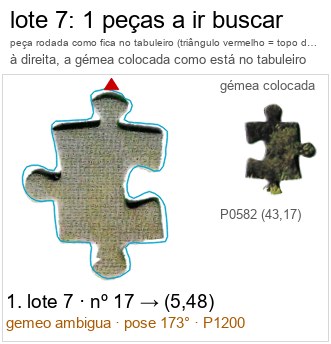 lote 7: 1 peças a ir buscar
peça rodada como fica no tabuleiro (triângulo vermelho = topo d…
à direita, a gémea colocada como está no tabuleiro
gémea colocada
P0582 (43,17)
1. lote 7 · nº 17 → (5,48)
gemeo ambigua · pose 173° · P1200